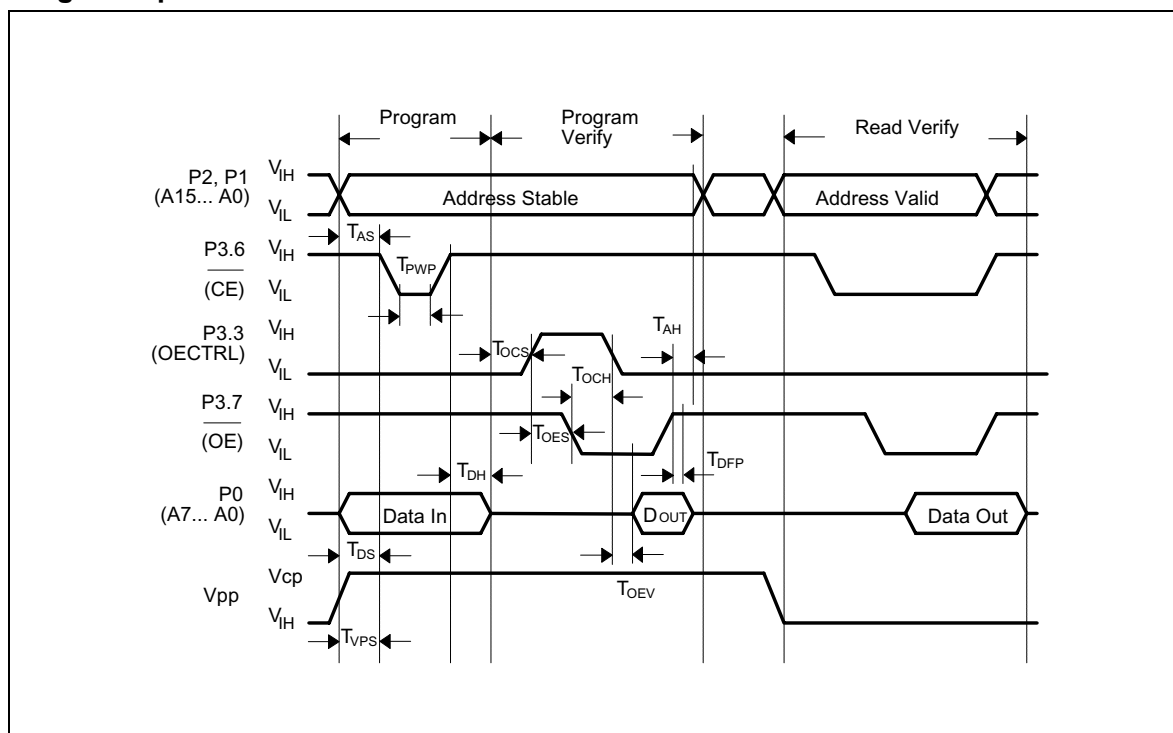 Program
Program
Verify
Read Verify
P2, P1
(A15... A0)
VIH
VIL
Address Stable
Address Valid
TAS
P3.6
(CE)
VIH
VIL
TPWP
P3.3
(OECTRL)
VIH
VIL
TOCS
TAH
TOCH
P3.7
(OE)
VIH
VIL
TOES
TDFP
TDH
P0
(A7... A0)
VIH
VIL
Data In
DOUT
Data Out
TDS
Vpp
Vcp
VIH
TOEV
TVPS